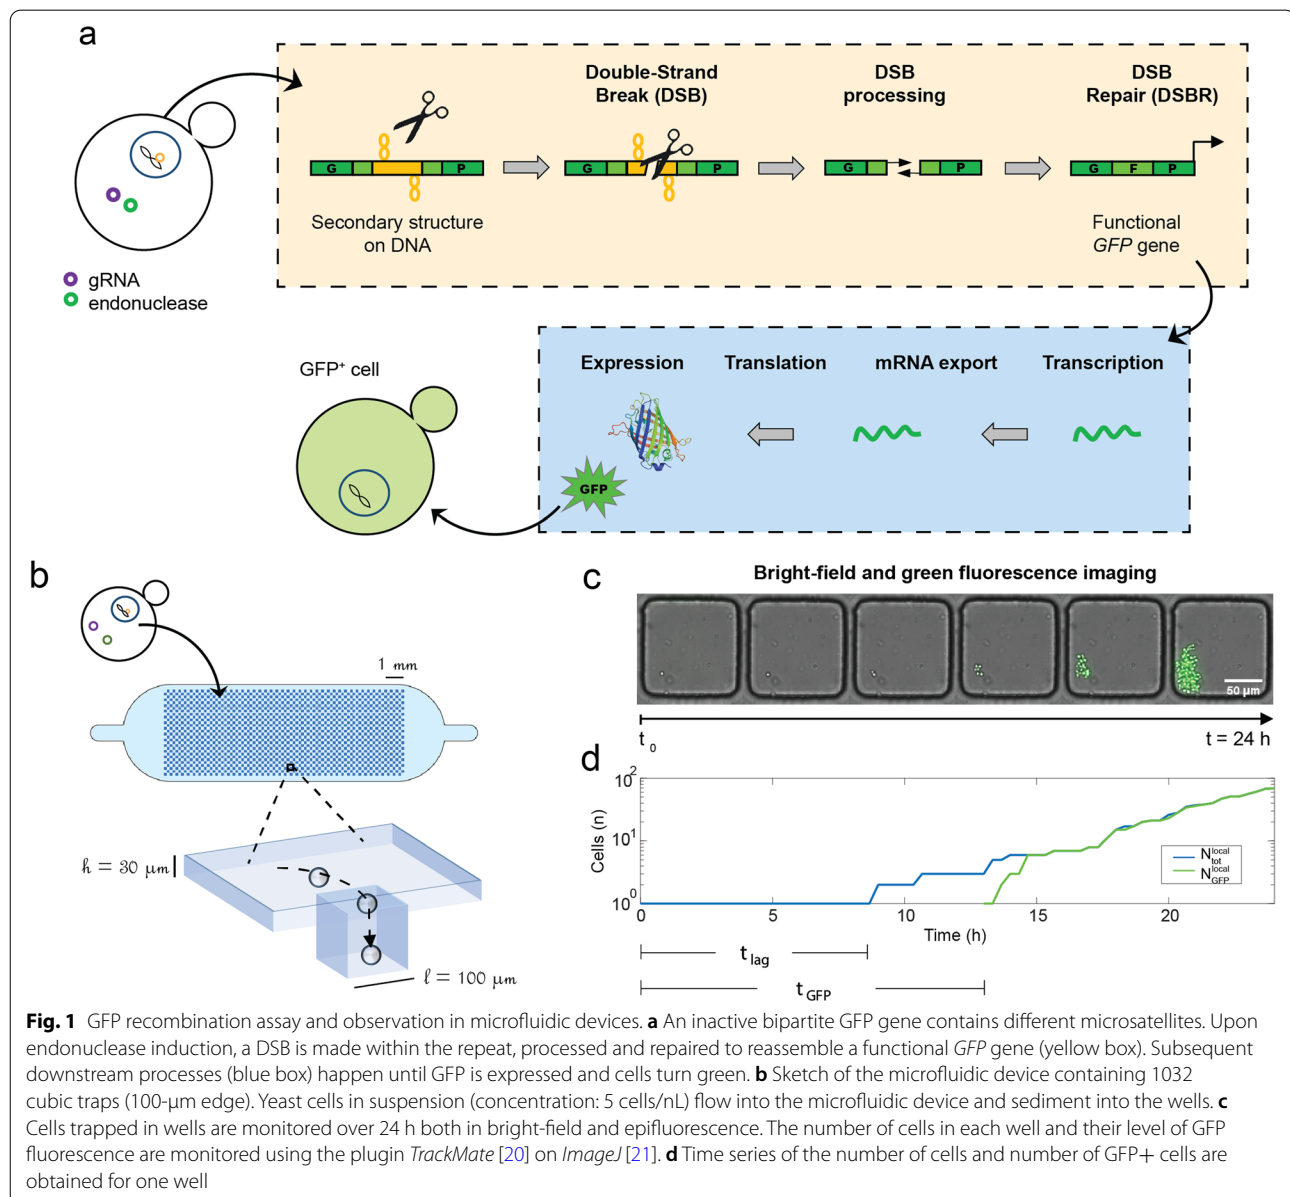 a
Double-Strand
Break (DSB)
DSB
processing
DSB
Repair (DSBR)
G P
G P
G P
G F P
Secondary structure
on DNA
Functional
GFP gene
gRNA
endonuclease
Expression
Translation
mRNA export
Transcription
GFP⁺ cell
GFP
b
1 mm
h = 30 μm
ℓ = 100 μm
c
Bright-field and green fluorescence imaging
50 μm
t₀
t = 24 h
d
Cells (n)
10²
10¹
10⁰
0 5 10 15 20
Time (h)
N local tot
N local GFP
t lag
t GFP
Fig. 1 GFP recombination assay and observation in microfluidic devices. a An inactive bipartite GFP gene contains different microsatellites. Upon
endonuclease induction, a DSB is made within the repeat, processed and repaired to reassemble a functional GFP gene (yellow box). Subsequent
downstream processes (blue box) happen until GFP is expressed and cells turn green. b Sketch of the microfluidic device containing 1032
cubic traps (100-μm edge). Yeast cells in suspension (concentration: 5 cells/nL) flow into the microfluidic device and sediment into the wells. c
Cells trapped in wells are monitored over 24 h both in bright-field and epifluorescence. The number of cells in each well and their level of GFP
fluorescence are monitored using the plugin TrackMate [20] on ImageJ [21]. d Time series of the number of cells and number of GFP+ cells are
obtained for one well